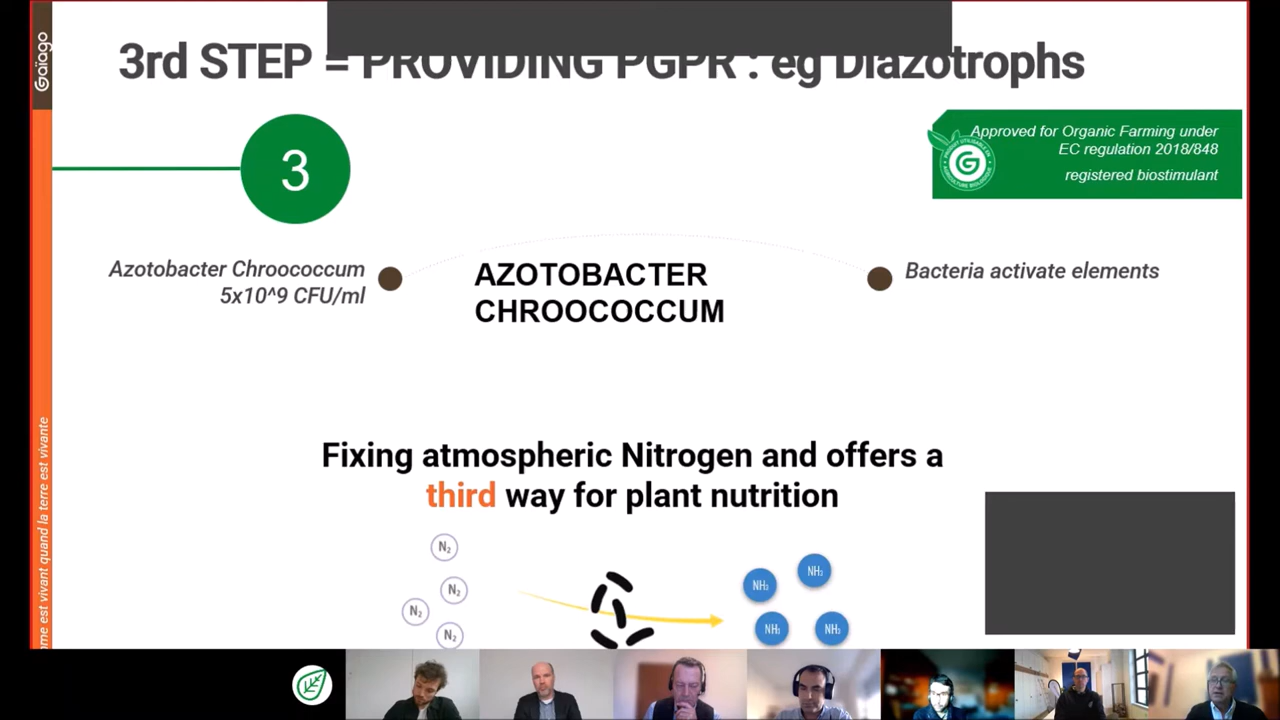 Gaïago
3rd STEP = PROVIDING PGPR : eg Diazotrophs
3
Approved for Organic Farming under
EC regulation 2018/848
registered biostimulant
Azotobacter Chroococcum
5x10^9 CFU/ml
AZOTOBACTER
CHROOCOCCUM
Bacteria activate elements
Fixing atmospheric Nitrogen and offers a
third way for plant nutrition
N₂
N₂
N₂
N₂
NH₃
NH₃
NH₃
NH₃
est vivant quand la terre est vivante